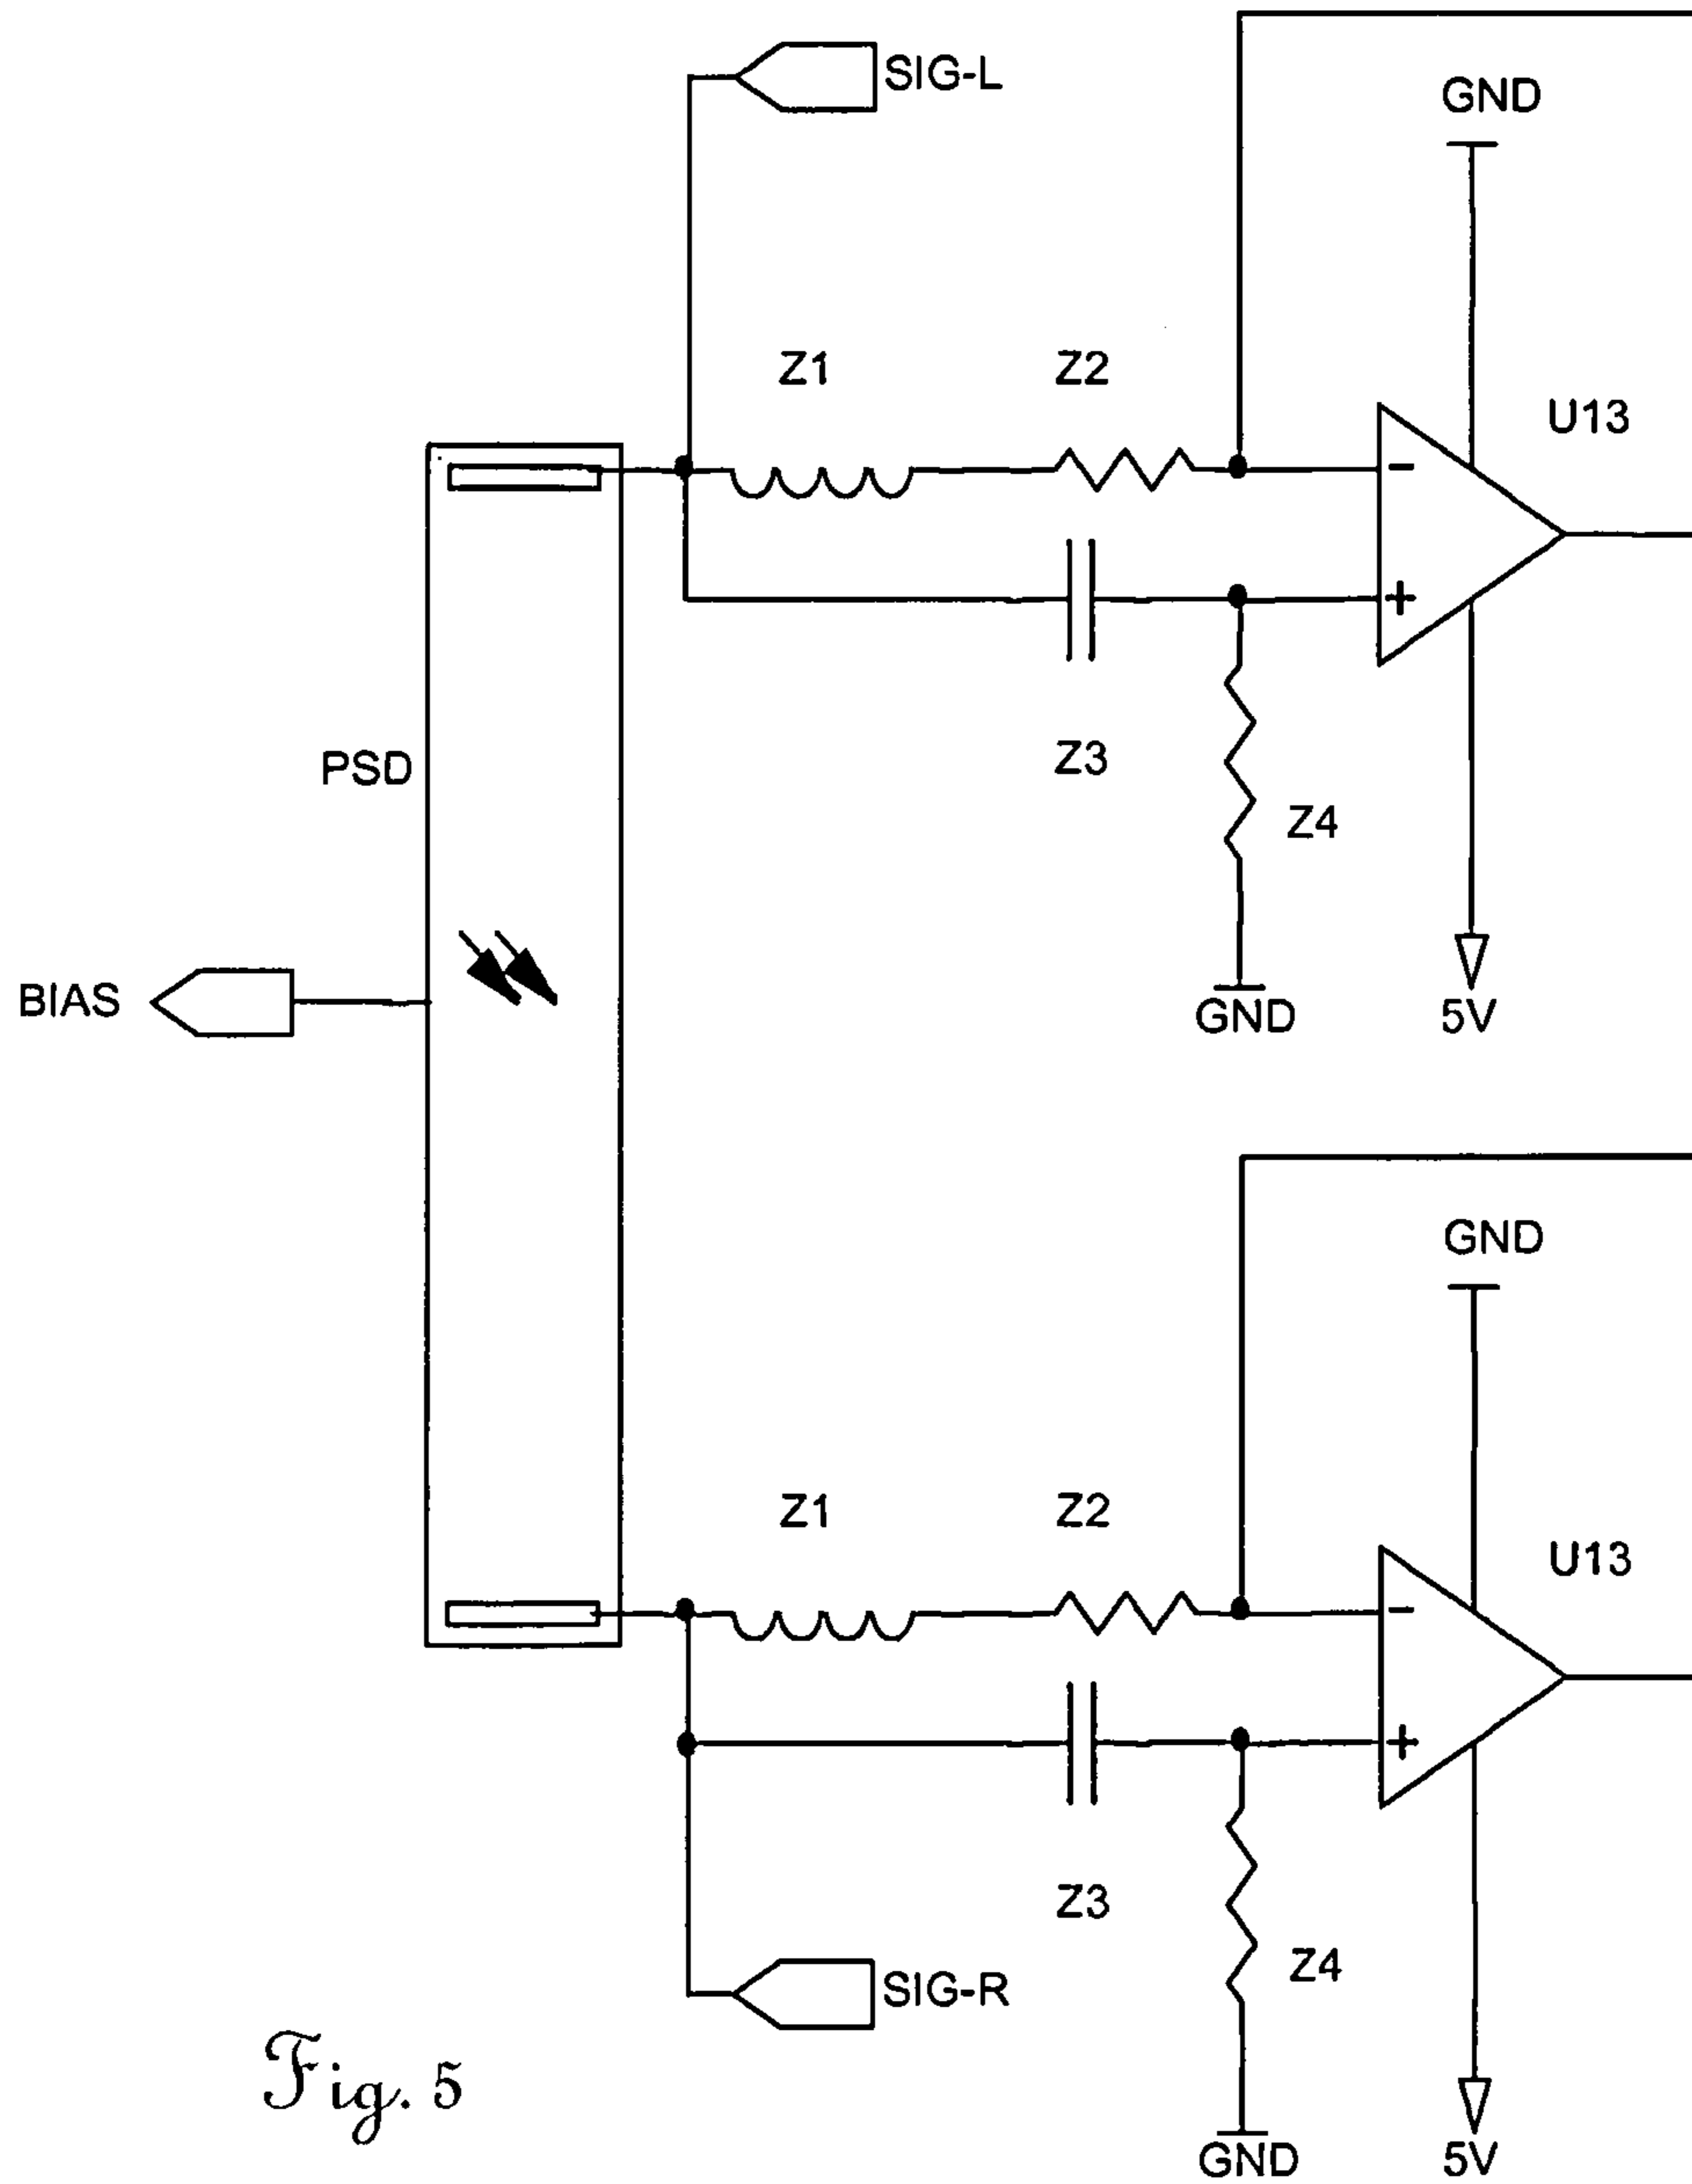 SIG-L
GND
Z1
Z2
U13
-
+
PSD
Z3
Z4
BIAS
GND
5V
GND
Z1
Z2
U13
-
+
Z3
Z4
SIG-R
Fig. 5
GND
5V